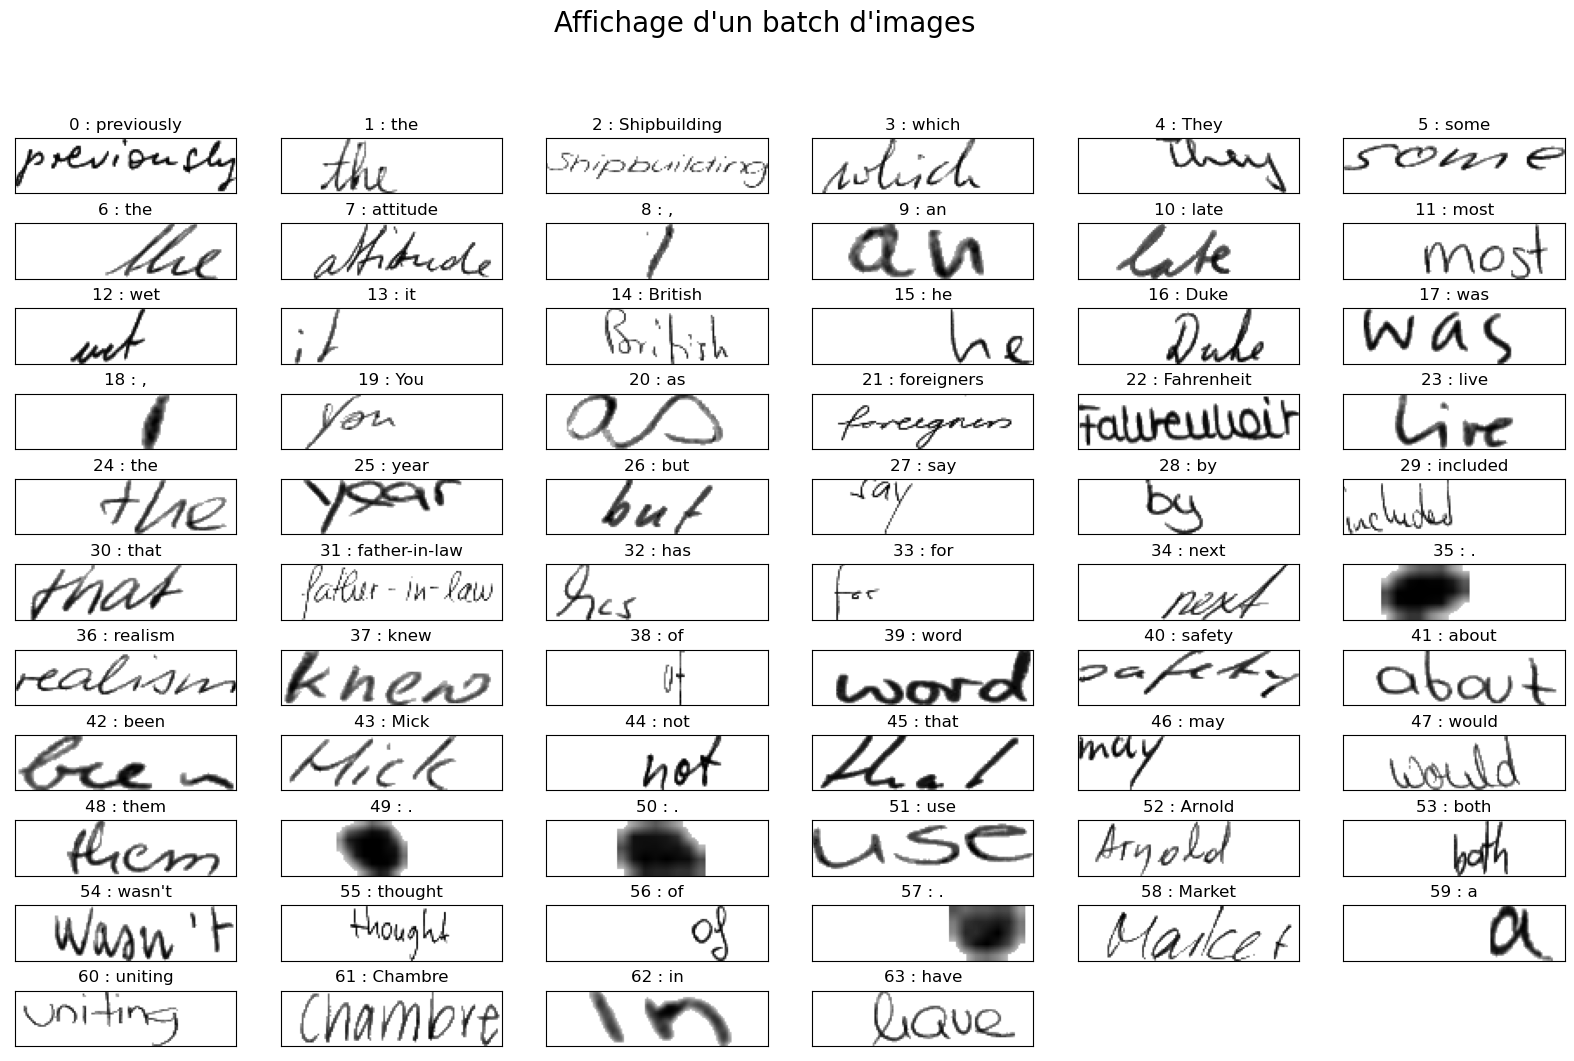 Affichage d'un batch d'images
0 : previously 1 : the 2 : Shipbuilding 3 : which 4 : They 5 : some
previously the Shipbuilding which They some
6 : the 7 : attitude 8 : , 9 : an 10 : late 11 : most
the attitude , an late most
12 : wet 13 : it 14 : British 15 : he 16 : Duke 17 : was
wet it British he Duke was
18 : , 19 : You 20 : as 21 : foreigners 22 : Fahrenheit 23 : live
, You as foreigners Fahrenheit live
24 : the 25 : year 26 : but 27 : say 28 : by 29 : included
the year but say by included
30 : that 31 : father-in-law 32 : has 33 : for 34 : next 35 : .
that father-in-law has for next .
36 : realism 37 : knew 38 : of 39 : word 40 : safety 41 : about
realism knew of word safety about
42 : been 43 : Mick 44 : not 45 : that 46 : may 47 : would
been Mick not that may would
48 : them 49 : . 50 : . 51 : use 52 : Arnold 53 : both
them . . use Arnold both
54 : wasn't 55 : thought 56 : of 57 : . 58 : Market 59 : a
wasn't thought of . Market a
60 : uniting 61 : Chambre 62 : in 63 : have
uniting Chambre in have